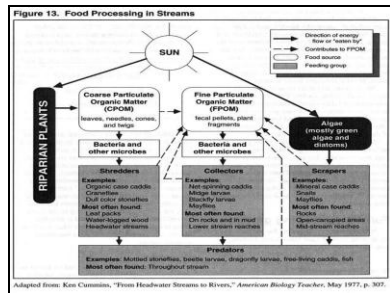 Figure 13. Food Processing in Streams
Direction of energy
flow or "eaten by"
Contributes to FPOM
Food source
Feeding group
SUN
RIPARIAN PLANTS
Coarse Particulate
Organic Matter
(CPOM)
leaves, needles, cones,
and twigs
Fine Particulate
Organic Matter
(FPOM)
fecal pellets, plant
fragments
Algae
(mostly green
algae and
diatoms)
Bacteria and
other microbes
Bacteria and
other microbes
Shredders
Examples:
Organic case caddis
Craneflies
Dull color stoneflies
Most often found:
Leaf packs
Water-logged wood
Headwater streams
Collectors
Examples:
Net-spinning caddis
Midge larvae
Blackfly larvae
Mayflies
Most often found:
On rocks and in mud
Lower stream reaches
Scrapers
Examples:
Mineral case caddis
Snails
Mayflies
Most often found:
Rocks
Open-canopied areas
Mid-stream reaches
Predators
Examples: Mottled stoneflies, beetle larvae, dragonfly larvae, free-living caddis, fish
Most often found: Throughout stream
Adapted from: Ken Cummins, "From Headwater Streams to Rivers," American Biology Teacher, May 1977, p. 307.